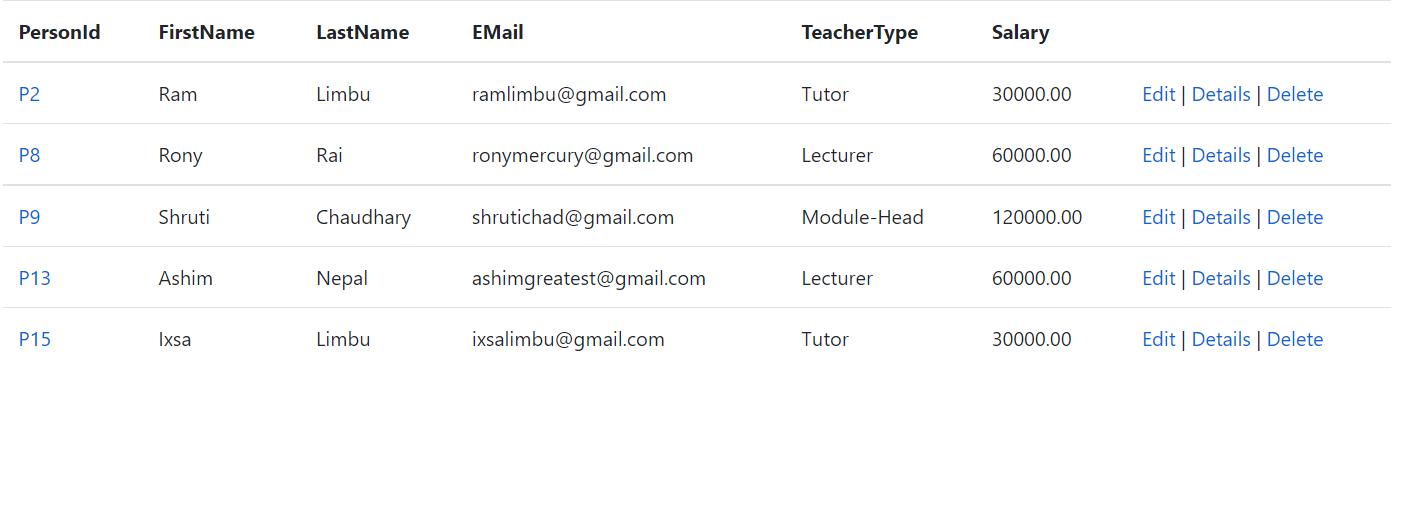 PersonId FirstName LastName EMail TeacherType Salary
P2 Ram Limbu ramlimbu@gmail.com Tutor 30000.00 Edit | Details | Delete
P8 Rony Rai ronymercury@gmail.com Lecturer 60000.00 Edit | Details | Delete
P9 Shruti Chaudhary shrutichad@gmail.com Module-Head 120000.00 Edit | Details | Delete
P13 Ashim Nepal ashimgreatest@gmail.com Lecturer 60000.00 Edit | Details | Delete
P15 Ixsa Limbu ixsalimbu@gmail.com Tutor 30000.00 Edit | Details | Delete